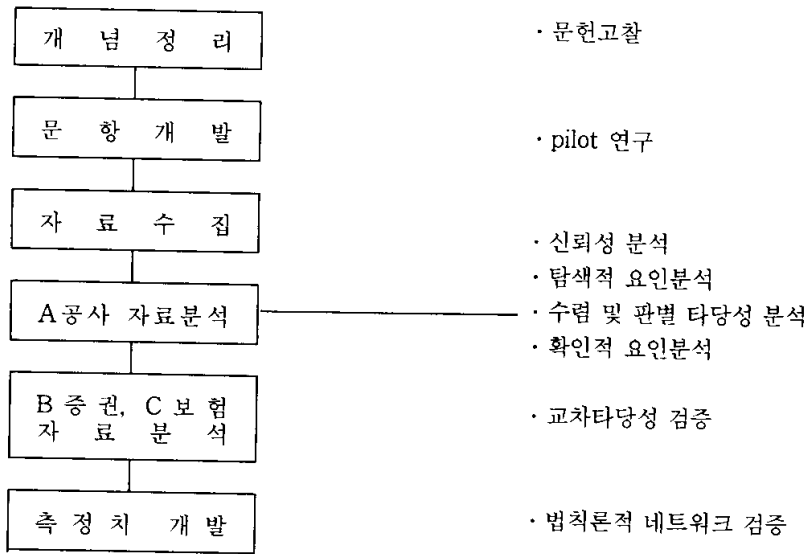 개 념 정 리
· 문헌고찰
문 항 개 발
· pilot 연구
자 료 수 집
· 신뢰성 분석
· 탐색적 요인분석
A공사 자료분석
· 수렴 및 판별 타당성 분석
· 확인적 요인분석
B 증 권, C 보 험
자 료 분 석
· 교차타당성 검증
측 정 치 개 발
· 법칙론적 네트워크 검증